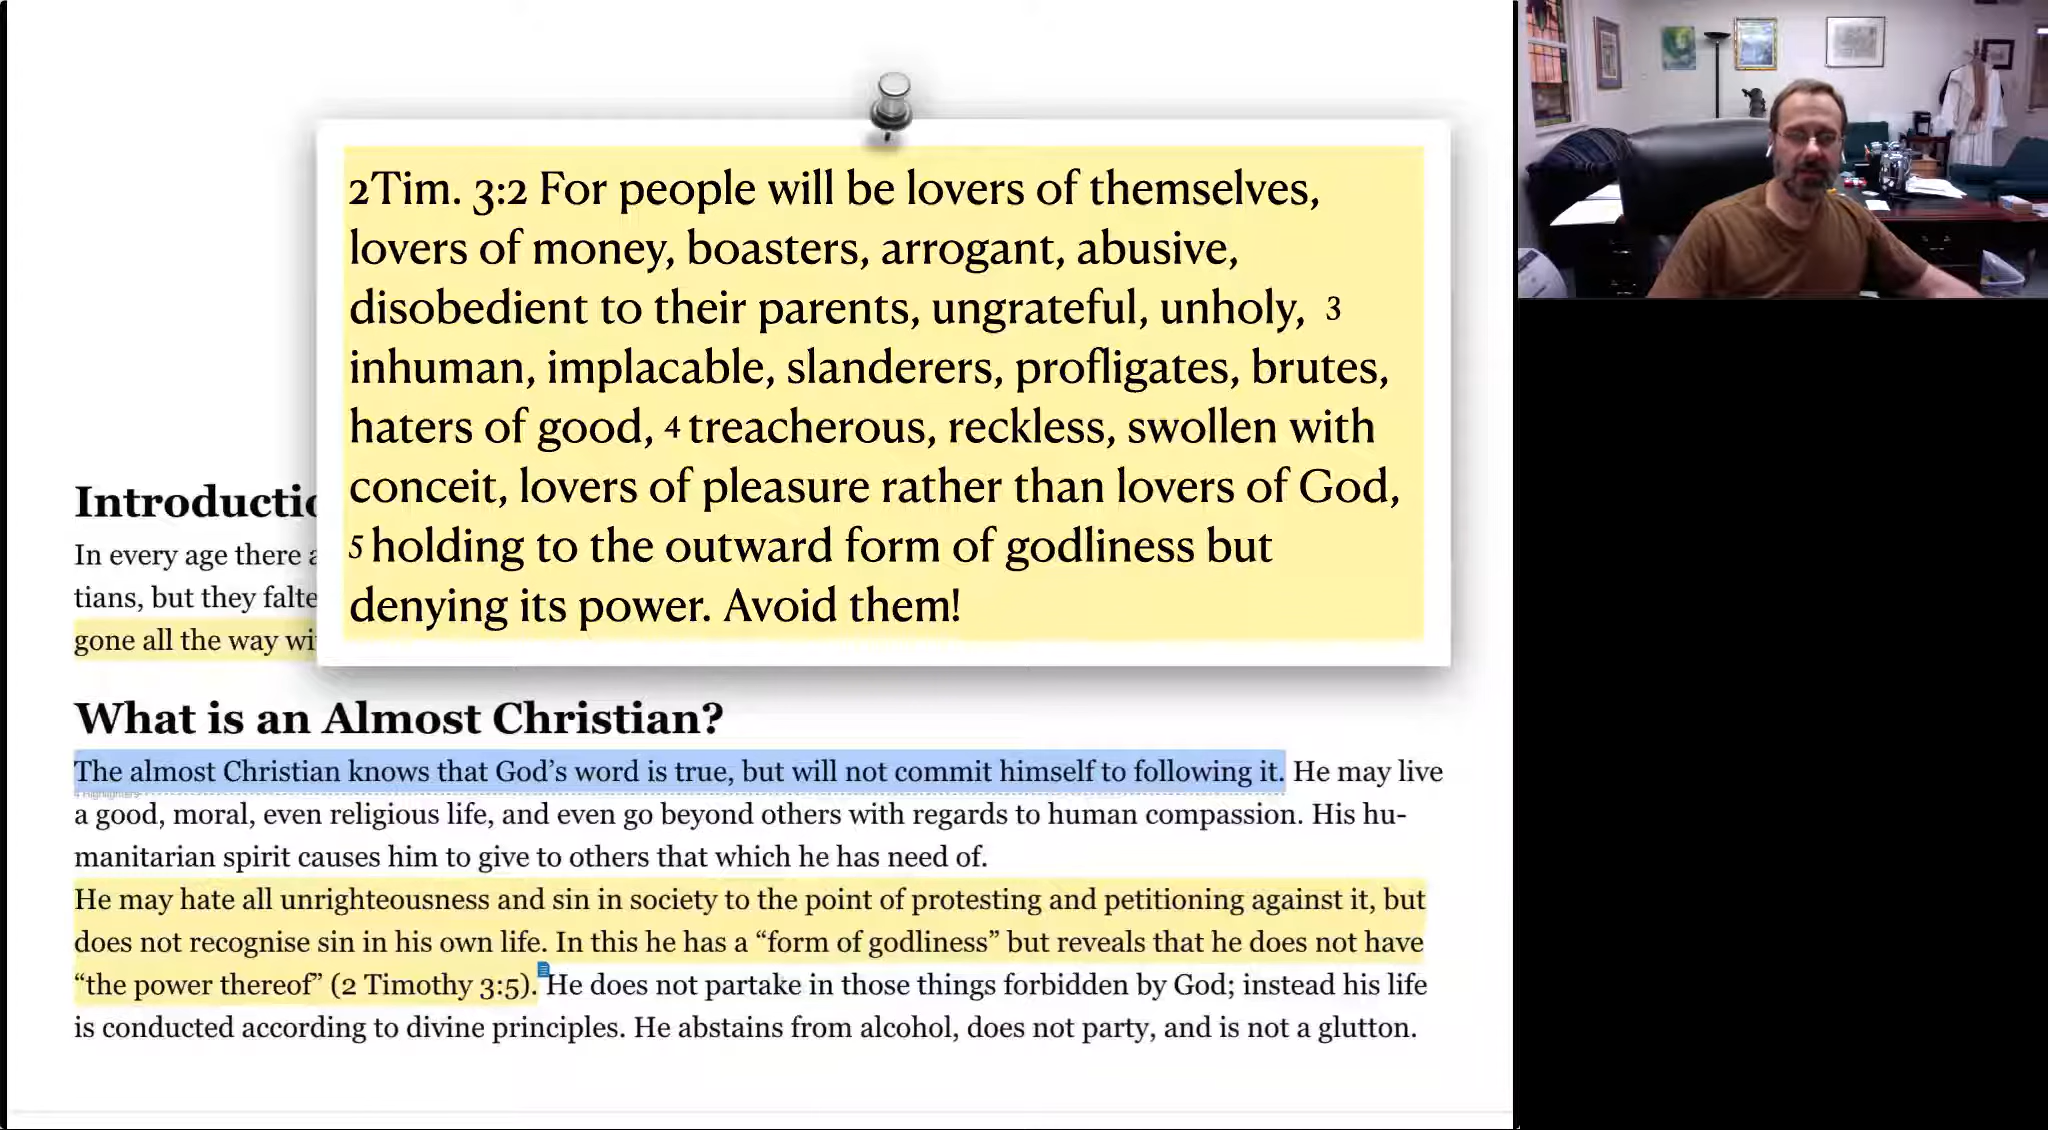 2Tim. 3:2 For people will be lovers of themselves,
lovers of money, boasters, arrogant, abusive,
disobedient to their parents, ungrateful, unholy, 3
inhuman, implacable, slanderers, profligates, brutes,
haters of good, 4 treacherous, reckless, swollen with
conceit, lovers of pleasure rather than lovers of God,
5 holding to the outward form of godliness but
denying its power. Avoid them!
Introductio
In every age there a
tians, but they falte
gone all the way wi
What is an Almost Christian?
The almost Christian knows that God’s word is true, but will not commit himself to following it. He may live
a good, moral, even religious life, and even go beyond others with regards to human compassion. His hu-
manitarian spirit causes him to give to others that which he has need of.
He may hate all unrighteousness and sin in society to the point of protesting and petitioning against it, but
does not recognise sin in his own life. In this he has a “form of godliness” but reveals that he does not have
“the power thereof” (2 Timothy 3:5). He does not partake in those things forbidden by God; instead his life
is conducted according to divine principles. He abstains from alcohol, does not party, and is not a glutton.